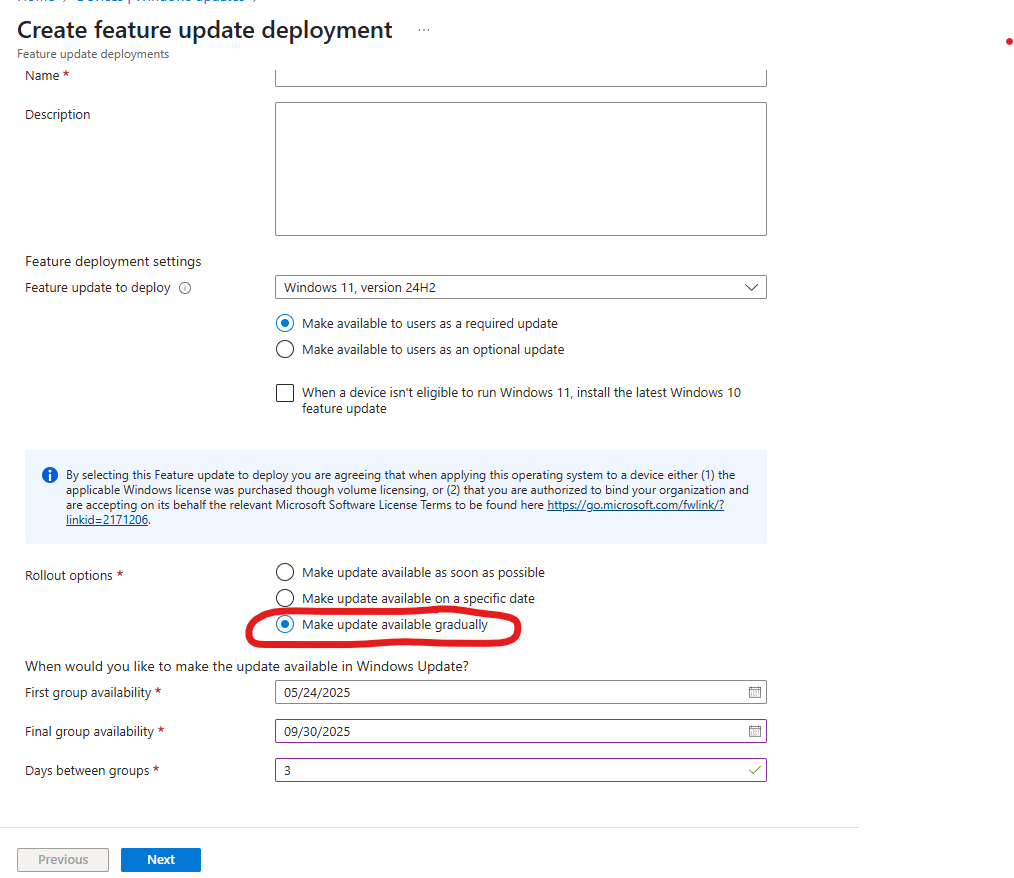 Create feature update deployment ...
Feature update deployments
Name *
Description
Feature deployment settings
Feature update to deploy
Windows 11, version 24H2
Make available to users as a required update
Make available to users as an optional update
When a device isn't eligible to run Windows 11, install the latest Windows 10
feature update
By selecting this Feature update to deploy you are agreeing that when applying this operating system to a device either (1) the
applicable Windows license was purchased though volume licensing, or (2) that you are authorized to bind your organization and
are accepting on its behalf the relevant Microsoft Software License Terms to be found here https://go.microsoft.com/fwlink/?
linkid=2171206.
Rollout options *
Make update available as soon as possible
Make update available on a specific date
Make update available gradually
When would you like to make the update available in Windows Update?
First group availability *
05/24/2025
Final group availability *
09/30/2025
Days between groups *
3
Previous
Next